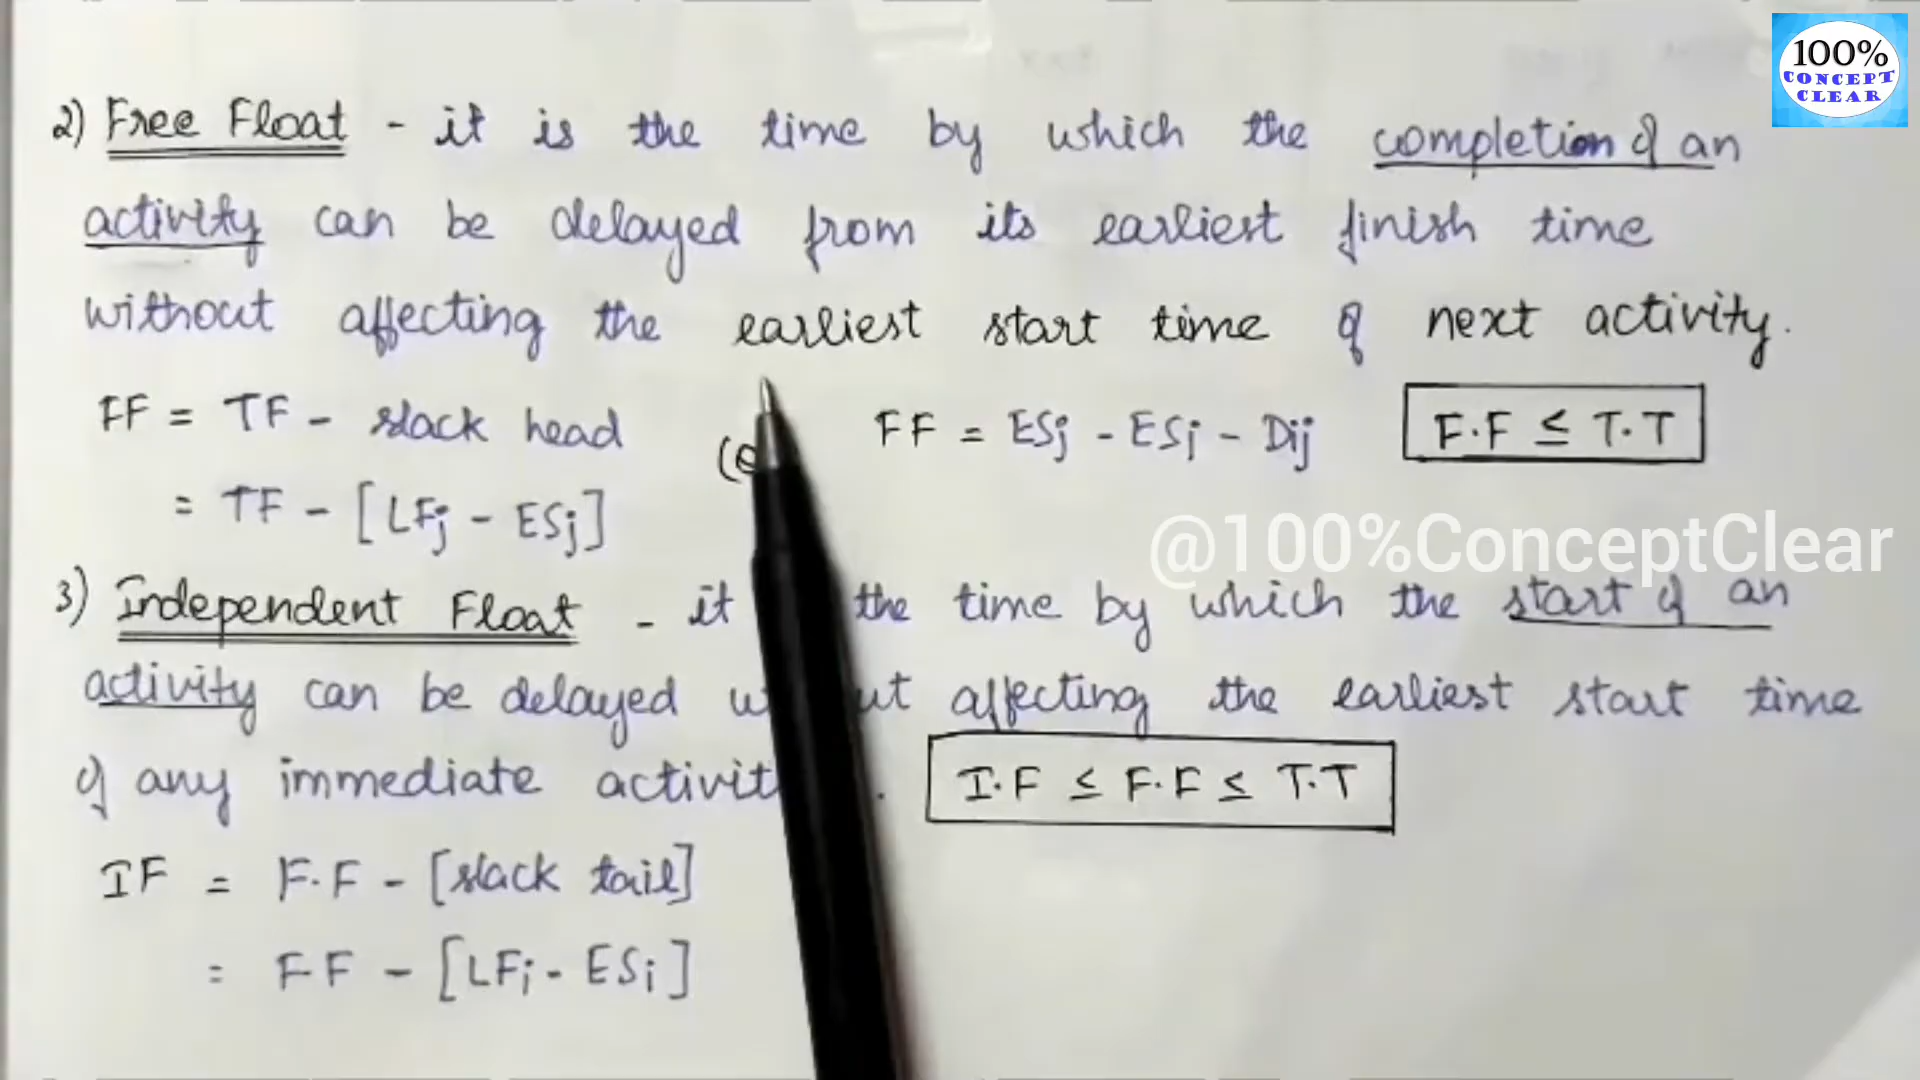 100%
CONCEPT
CLEAR
2) Free Float - it is the time by which the completion of an
activity can be delayed from its earliest finish time
without affecting the earliest start time of next activity.
FF = TF - slack head
FF = ESj - ESi - Dij
F.F ≤ T.T
= TF - [LFj - ESj]
@100%ConceptClear
3) Independent Float - it the time by which the start of an
activity can be delayed affecting the earliest start time
of any immediate
I.F ≤ F.F ≤ T.T
IF = F.F - [slack tail]
= FF - [LFi - ESi]